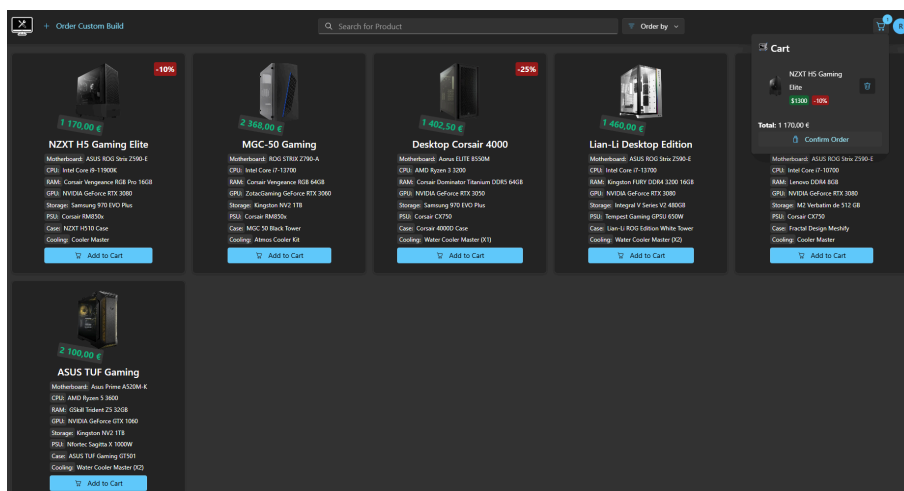 + Order Custom Build
Search for Product
Order by
1
R
Cart
NZXT H5 Gaming
Elite
$1300 -10%
Total: 1 170,00 €
Confirm Order
-10%
1 170,00 €
NZXT H5 Gaming Elite
Motherboard: ASUS ROG Strix Z590-E
CPU: Intel Core i9-11900K
RAM: Corsair Vengeance RGB Pro 16GB
GPU: NVIDIA GeForce RTX 3080
Storage: Samsung 970 EVO Plus
PSU: Corsair RM850x
Case: NZXT H510 Case
Cooling: Cooler Master
Add to Cart
2 368,00 €
MGC-50 Gaming
Motherboard: ROG STRIX Z790-A
CPU: Intel Core i7-13700
RAM: Corsair Vengeance RGB 64GB
GPU: ZotacGaming GeForce RTX 3060
Storage: Kingston NV2 1TB
PSU: Corsair RM850x
Case: MGC 50 Black Tower
Cooling: Atmos Cooler Kit
Add to Cart
-25%
1 402,50 €
Desktop Corsair 4000
Motherboard: Aorus ELITE B550M
CPU: AMD Ryzen 3 3200
RAM: Corsair Dominator Titanium DDR5 64GB
GPU: NVIDIA GeForce RTX 3050
Storage: Samsung 970 EVO Plus
PSU: Corsair CX750
Case: Corsair 4000D Case
Cooling: Water Cooler Master (X1)
Add to Cart
1 460,00 €
Lian-Li Desktop Edition
Motherboard: ASUS ROG Strix Z590-E
CPU: Intel Core i7-13700
RAM: Kingston FURY DDR4 3200 16GB
GPU: NVIDIA GeForce RTX 3080
Storage: Integral V Series V2 480GB
PSU: Tempest Gaming GPSU 650W
Case: Lian-Li ROG Edition White Tower
Cooling: Water Cooler Master (X2)
Add to Cart
Motherboard: ASUS ROG Strix Z590-E
CPU: Intel Core i7-10700
RAM: Lenovo DDR4 8GB
GPU: NVIDIA GeForce RTX 3080
Storage: M2 Verbatim de 512 GB
PSU: Corsair CX750
Case: Fractal Design Meshify
Cooling: Cooler Master
Add to Cart
2 100,00 €
ASUS TUF Gaming
Motherboard: Asus Prime A520M-K
CPU: AMD Ryzen 5 3600
RAM: GSkill Trident Z5 32GB
GPU: NVIDIA GeForce GTX 1060
Storage: Kingston NV2 1TB
PSU: Nfortec Sagitta X 1000W
Case: ASUS TUF Gaming GT501
Cooling: Water Cooler Master (X2)
Add to Cart